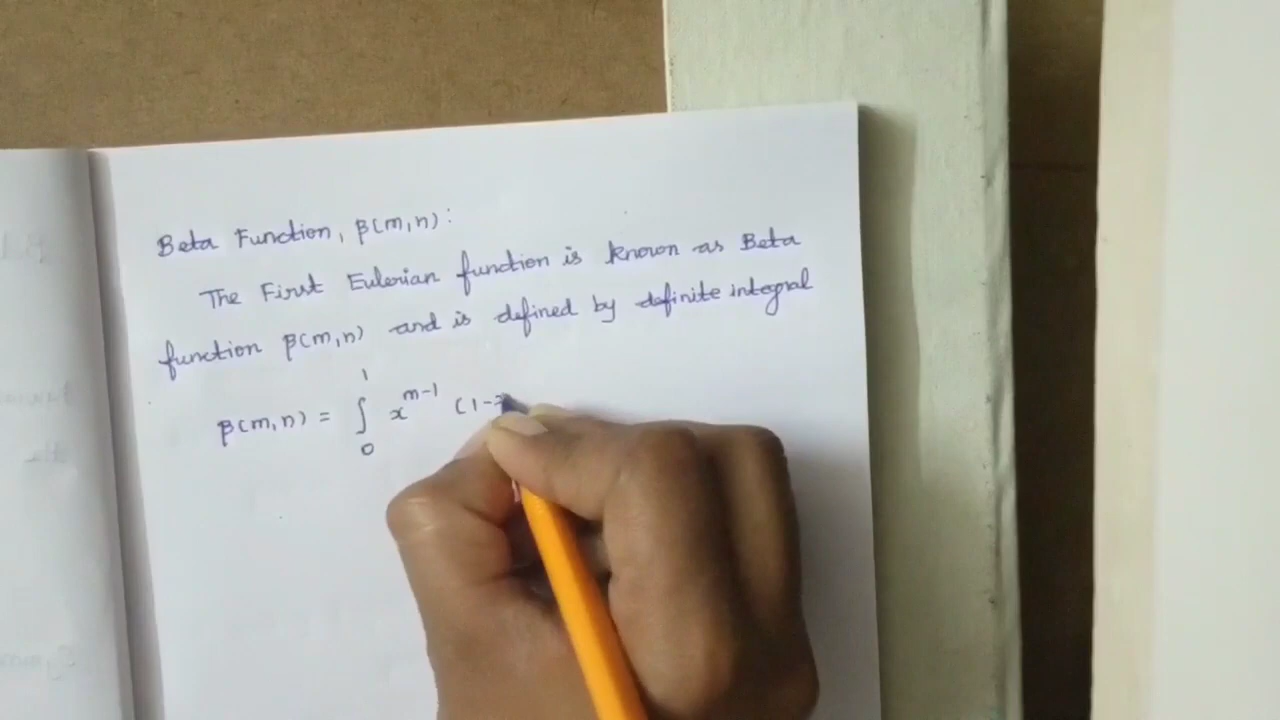 Beta Function, β(m,n):
The First Eulerian function is known as Beta
function β(m,n) and is defined by definite integral
β(m,n) = ∫₀¹ x^{m-1} (1-